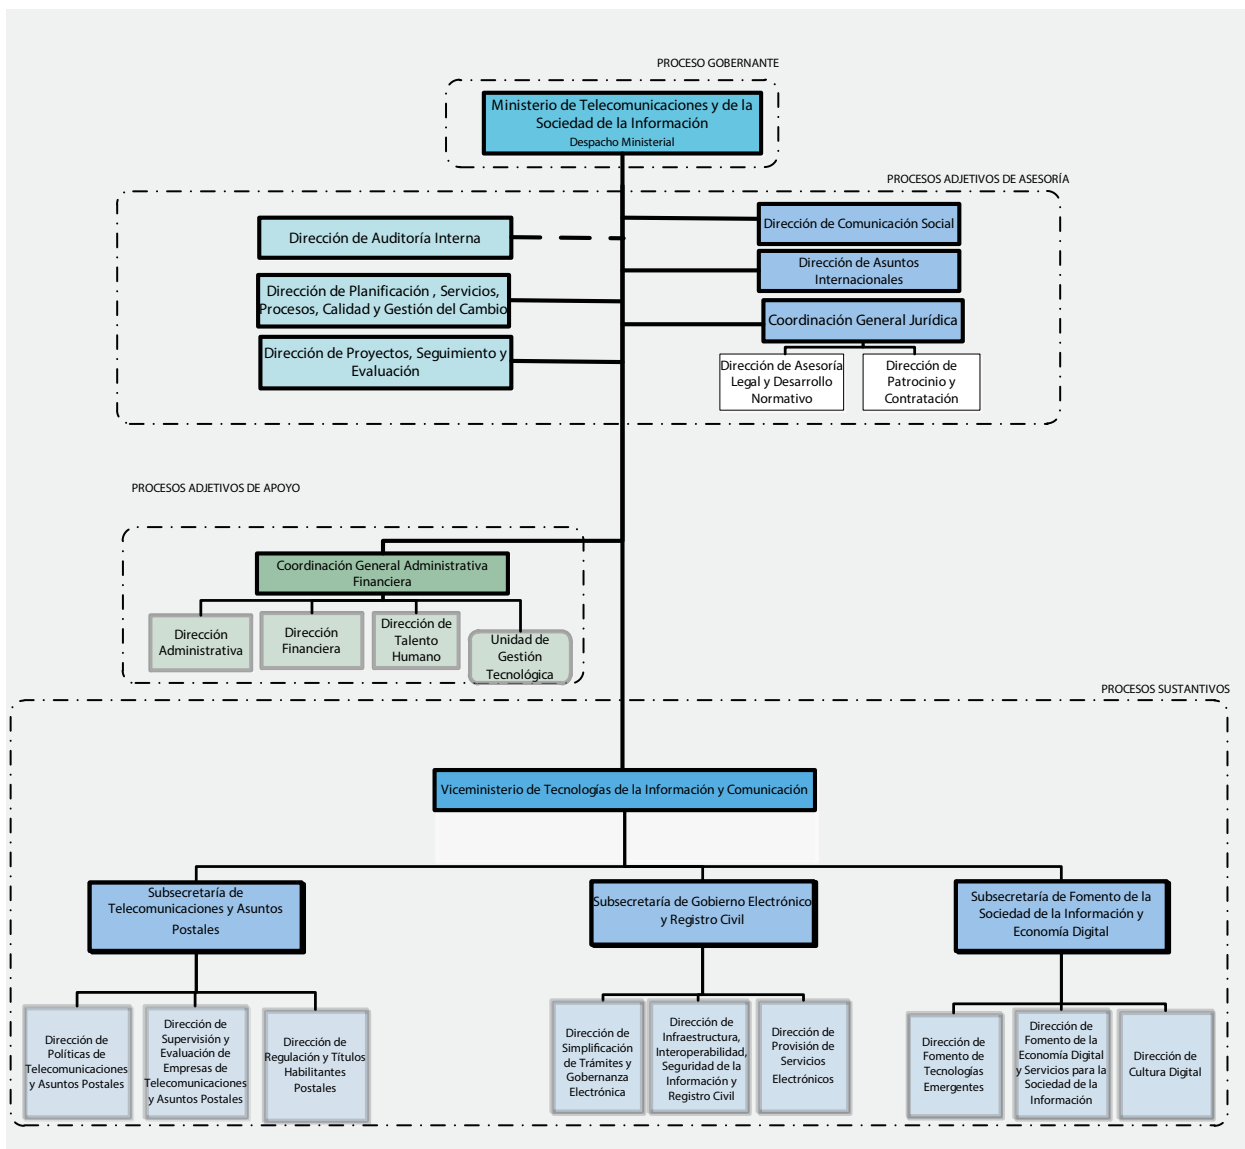 PROCESO GOBERNANTE
Ministerio de Telecomunicaciones y de la
Sociedad de la Información
Despacho Ministerial
PROCESOS ADJETIVOS DE ASESORÍA
Dirección de Auditoría Interna
Dirección de Planificación , Servicios,
Procesos, Calidad y Gestión del Cambio
Dirección de Proyectos, Seguimiento y
Evaluación
Dirección de Comunicación Social
Dirección de Asuntos
Internacionales
Coordinación General Jurídica
Dirección de Asesoría
Legal y Desarrollo
Normativo
Dirección de
Patrocinio y
Contratación
PROCESOS ADJETIVOS DE APOYO
Coordinación General Administrativa
Financiera
Dirección
Administrativa
Dirección
Financiera
Dirección de
Talento
Humano
Unidad de
Gestión
Tecnológica
PROCESOS SUSTANTIVOS
Viceministerio de Tecnologías de la Información y Comunicación
Subsecretaría de
Telecomunicaciones y Asuntos
Postales
Subsecretaría de Gobierno Electrónico
y Registro Civil
Subsecretaría de Fomento de la
Sociedad de la Información y
Economía Digital
Dirección de
Políticas de
Telecomunicaciones
y Asuntos Postales
Dirección de
Supervisión y
Evaluación de
Empresas de
Telecomunicaciones
y Asuntos Postales
Dirección de
Regulación y Títulos
Habilitantes
Postales
Dirección de
Simplificación
de Trámites y
Gobernanza
Electrónica
Dirección de
Infraestructura,
Interoperabilidad,
Seguridad de la
Información y
Registro Civil
Dirección de
Provisión de
Servicios
Electrónicos
Dirección de
Fomento de
Tecnologías
Emergentes
Dirección de
Fomento de la
Economía Digital
y Servicios para la
Sociedad de la
Información
Dirección de
Cultura Digital